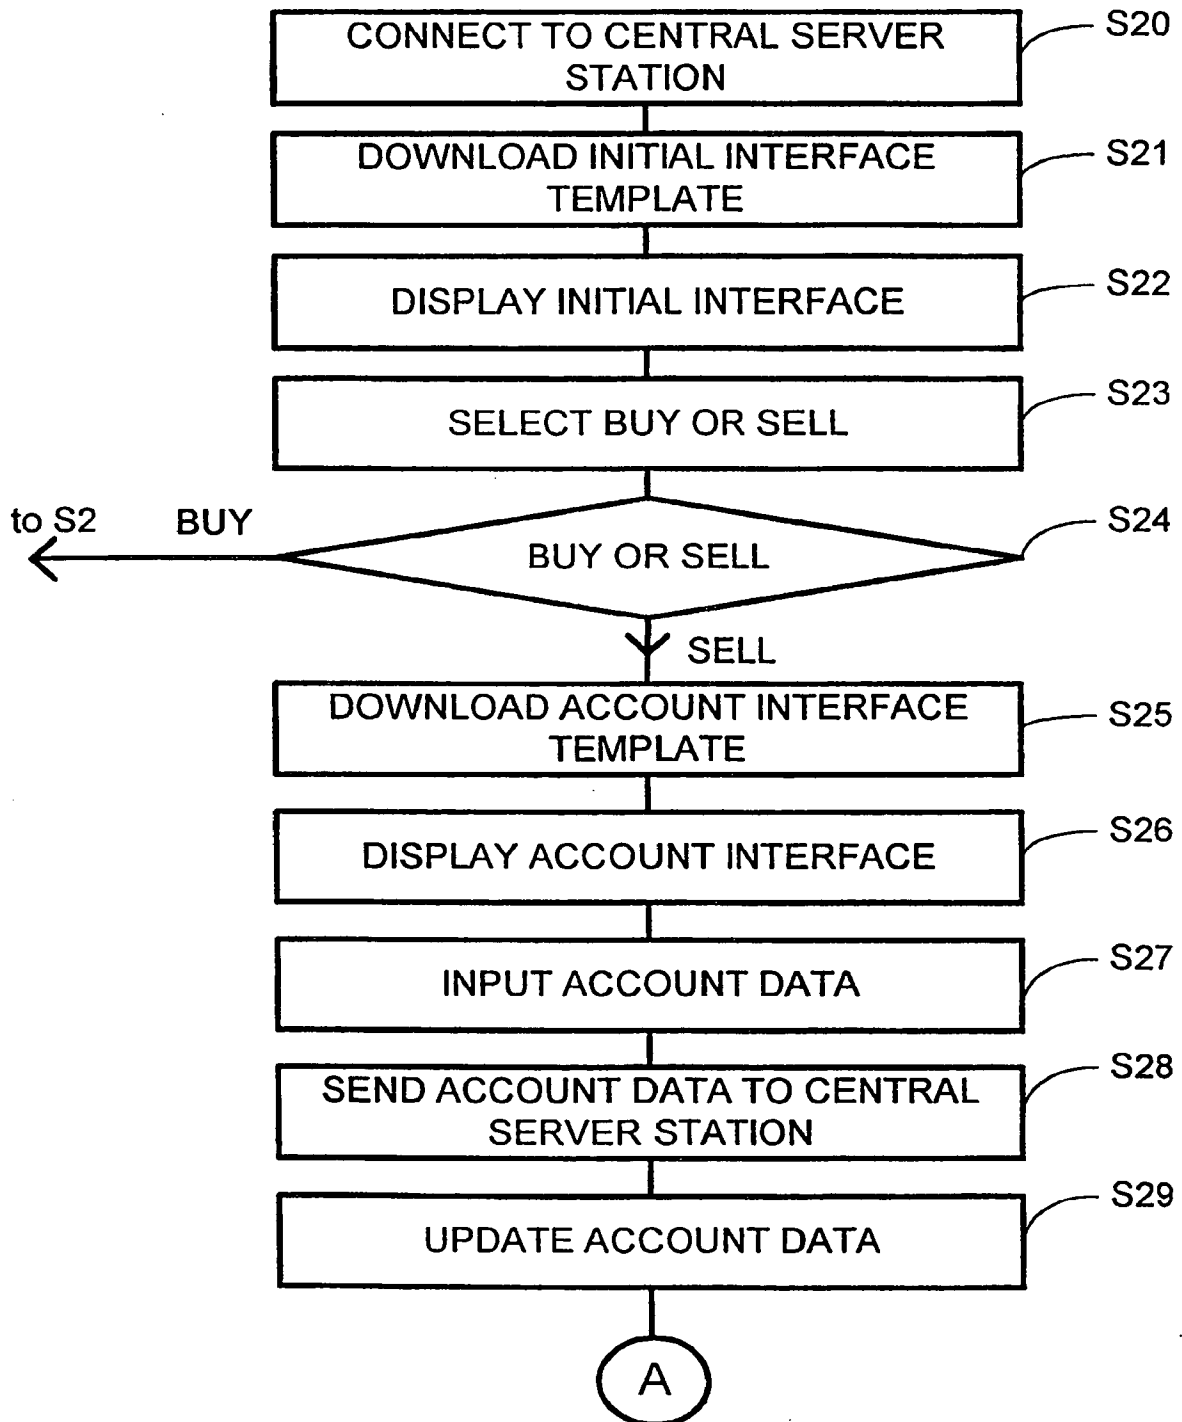 CONNECT TO CENTRAL SERVER
STATION
S20
DOWNLOAD INITIAL INTERFACE
TEMPLATE
S21
DISPLAY INITIAL INTERFACE
S22
SELECT BUY OR SELL
S23
to S2
BUY
BUY OR SELL
S24
SELL
DOWNLOAD ACCOUNT INTERFACE
TEMPLATE
S25
DISPLAY ACCOUNT INTERFACE
S26
INPUT ACCOUNT DATA
S27
SEND ACCOUNT DATA TO CENTRAL
SERVER STATION
S28
UPDATE ACCOUNT DATA
S29
A